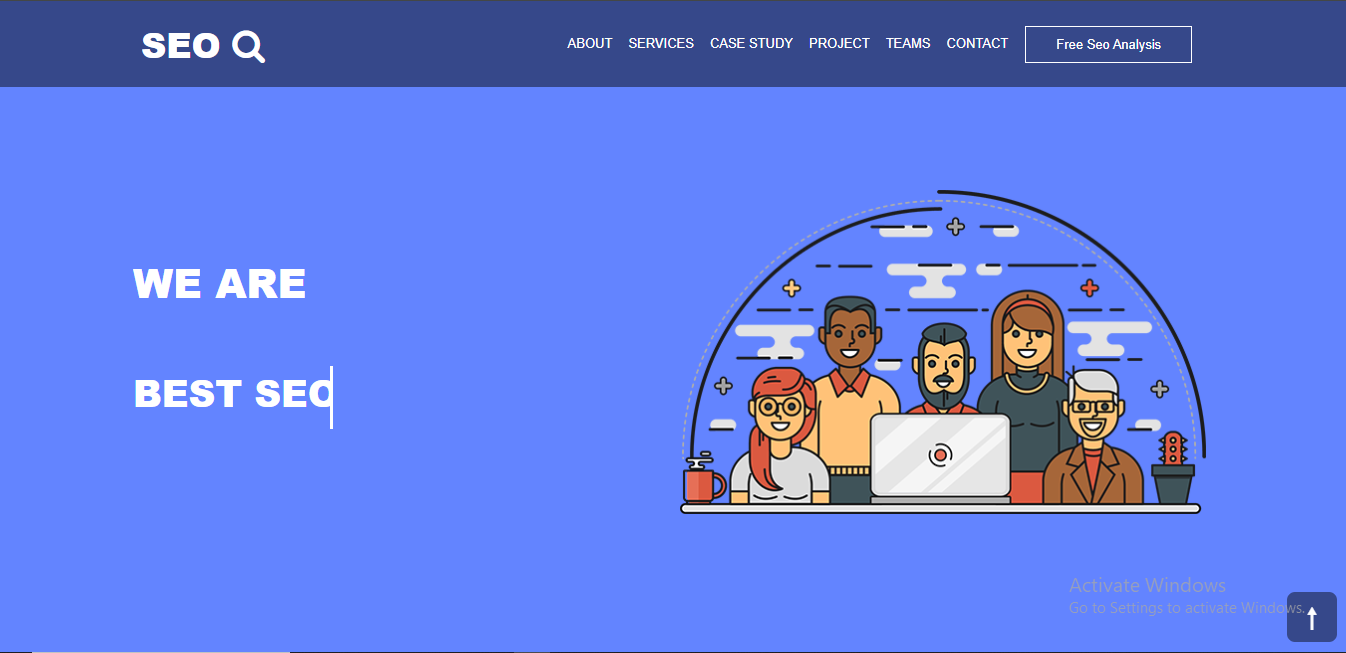 SEO
ABOUT SERVICES CASE STUDY PROJECT TEAMS CONTACT Free Seo Analysis
WE ARE
BEST SEO
Activate Windows
Go to Settings to activate Windows.